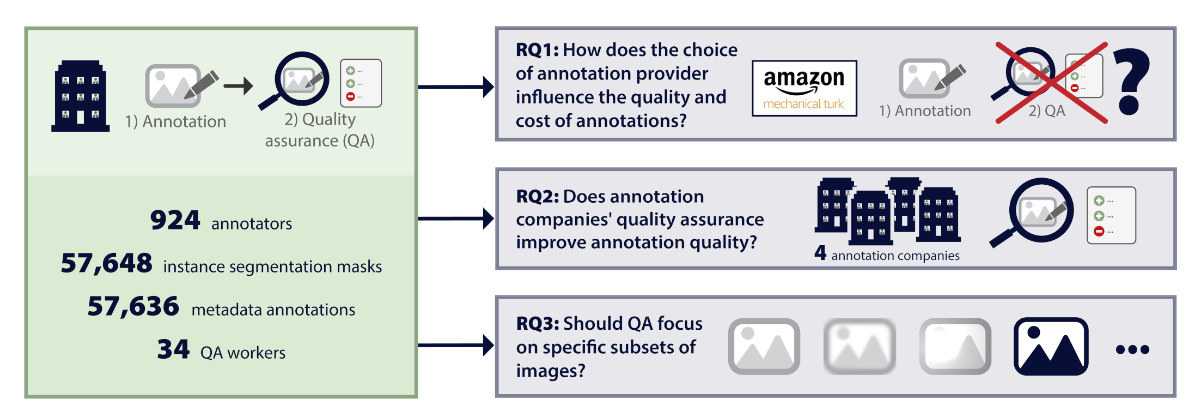 1) Annotation
2) Quality
assurance (QA)
924 annotators
57,648 instance segmentation masks
57,636 metadata annotations
34 QA workers
RQ1: How does the choice
of annotation provider
influence the quality and
cost of annotations?
amazon
mechanical turk
1) Annotation
2) QA
?
RQ2: Does annotation
companies' quality assurance
improve annotation quality?
4 annotation companies
RQ3: Should QA focus
on specific subsets of
images?
...